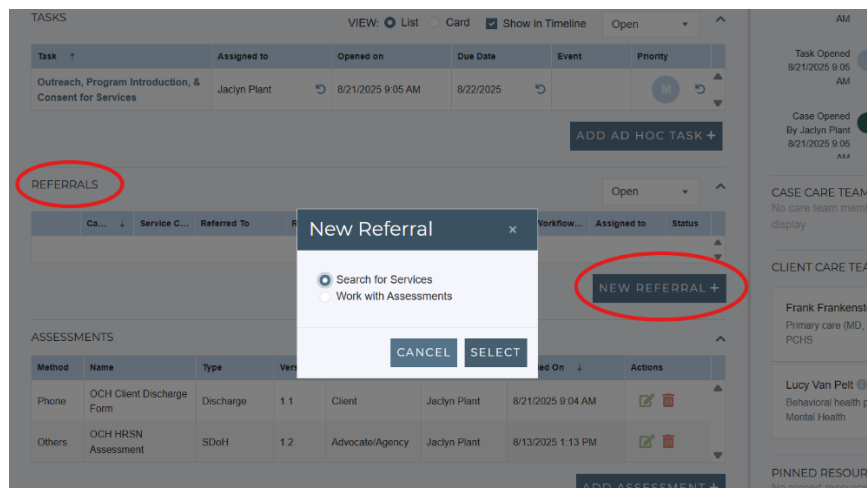 TASKS
VIEW: List Card Show in Timeline Open
Task ↑ Assigned to Opened on Due Date Event Priority
Outreach, Program Introduction, &
Consent for Services
Jaclyn Plant 8/21/2025 9:05 AM 8/22/2025 M
ADD AD HOC TASK +
REFERRALS
Open
Ca... ↓ Service C... Referred To R Workflow... Assigned to Status
NEW REFERRAL +
New Referral ×
Search for Services
Work with Assessments
CANCEL SELECT
ASSESSMENTS
Method Name Type Vers ed On ↓ Actions
Phone OCH Client Discharge
Form
Discharge 1.1 Client Jaclyn Plant 8/21/2025 9:04 AM
Others OCH HRSN
Assessment
SDoH 1.2 Advocate/Agency Jaclyn Plant 8/13/2025 1:13 PM
ADD ASSESSMENT +
AM
Task Opened
8/21/2025 9:05
AM
Case Opened
By Jaclyn Plant
8/21/2025 9:05
AM
CASE CARE TEAM
No care team memb
display
CLIENT CARE TEA
Frank Frankenst
Primary care (MD,
PCHS
Lucy Van Pelt
Behavioral health p
Mental Health
PINNED RESOUR
No pinned resource